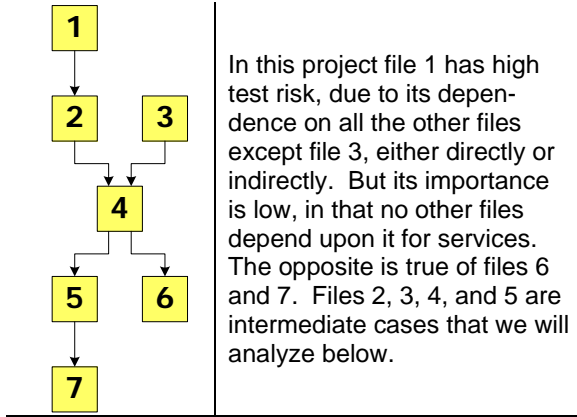 1
2 3
4
5 6
7
In this project file 1 has high
test risk, due to its depen-
dence on all the other files
except file 3, either directly or
indirectly.  But its importance
is low, in that no other files
depend upon it for services.
The opposite is true of files 6
and 7.  Files 2, 3, 4, and 5 are
intermediate cases that we will
analyze below.